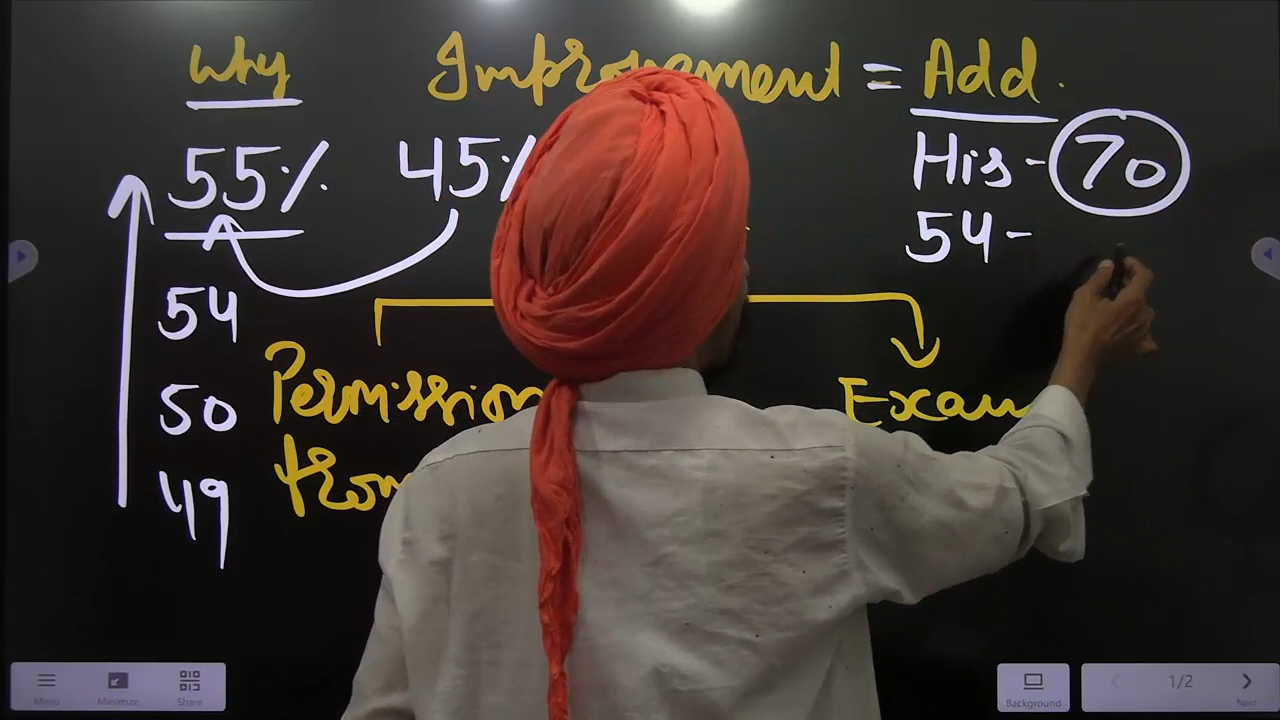 Why Improvement = Add.
55% 45% His- 70
54-
54
50
49
Permission Exam
Menu Minimize Share Background 1/2 Next